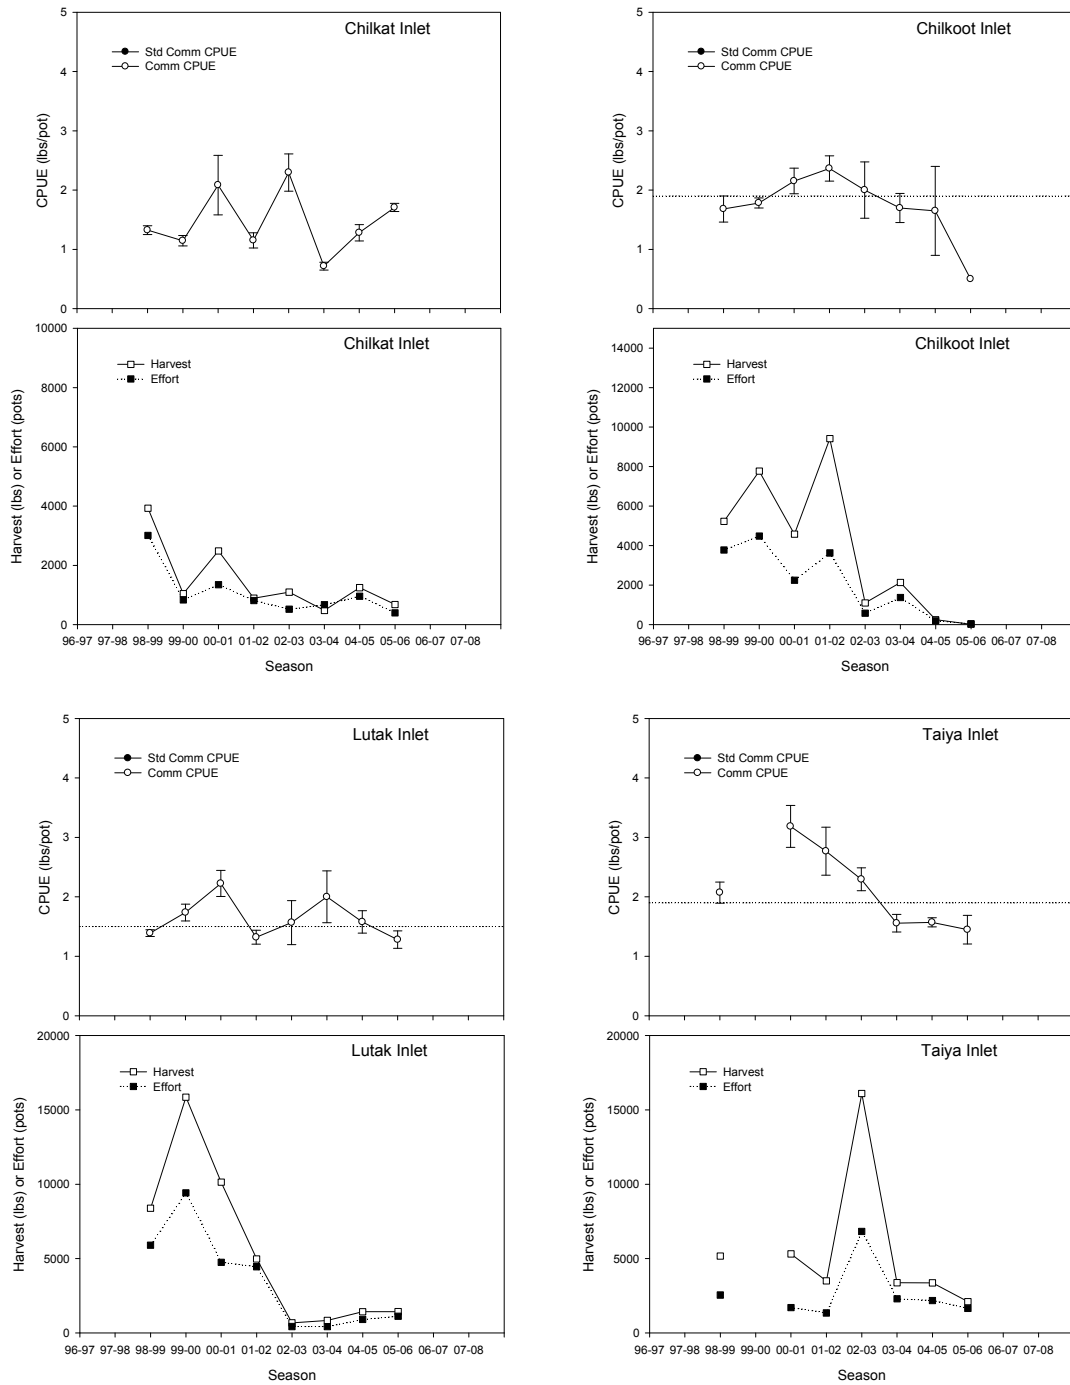 Chilkat Inlet
Std Comm CPUE
Comm CPUE
CPUE (lbs/pot)
5
4
3
2
1
0
Chilkoot Inlet
Std Comm CPUE
Comm CPUE
CPUE (lbs/pot)
5
4
3
2
1
0
Chilkat Inlet
Harvest
Effort
Harvest (lbs) or Effort (pots)
10000
8000
6000
4000
2000
0
96-97 97-98 98-99 99-00 00-01 01-02 02-03 03-04 04-05 05-06 06-07 07-08
Season
Chilkoot Inlet
Harvest
Effort
Harvest (lbs) or Effort (pots)
14000
12000
10000
8000
6000
4000
2000
0
96-97 97-98 98-99 99-00 00-01 01-02 02-03 03-04 04-05 05-06 06-07 07-08
Season
Lutak Inlet
Std Comm CPUE
Comm CPUE
CPUE (lbs/pot)
5
4
3
2
1
0
Taiya Inlet
Std Comm CPUE
Comm CPUE
CPUE (lbs/pot)
5
4
3
2
1
0
Lutak Inlet
Harvest
Effort
Harvest (lbs) or Effort (pots)
20000
15000
10000
5000
0
96-97 97-98 98-99 99-00 00-01 01-02 02-03 03-04 04-05 05-06 06-07 07-08
Season
Taiya Inlet
Harvest
Effort
Harvest (lbs) or Effort (pots)
20000
15000
10000
5000
0
96-97 97-98 98-99 99-00 00-01 01-02 02-03 03-04 04-05 05-06 06-07 07-08
Season